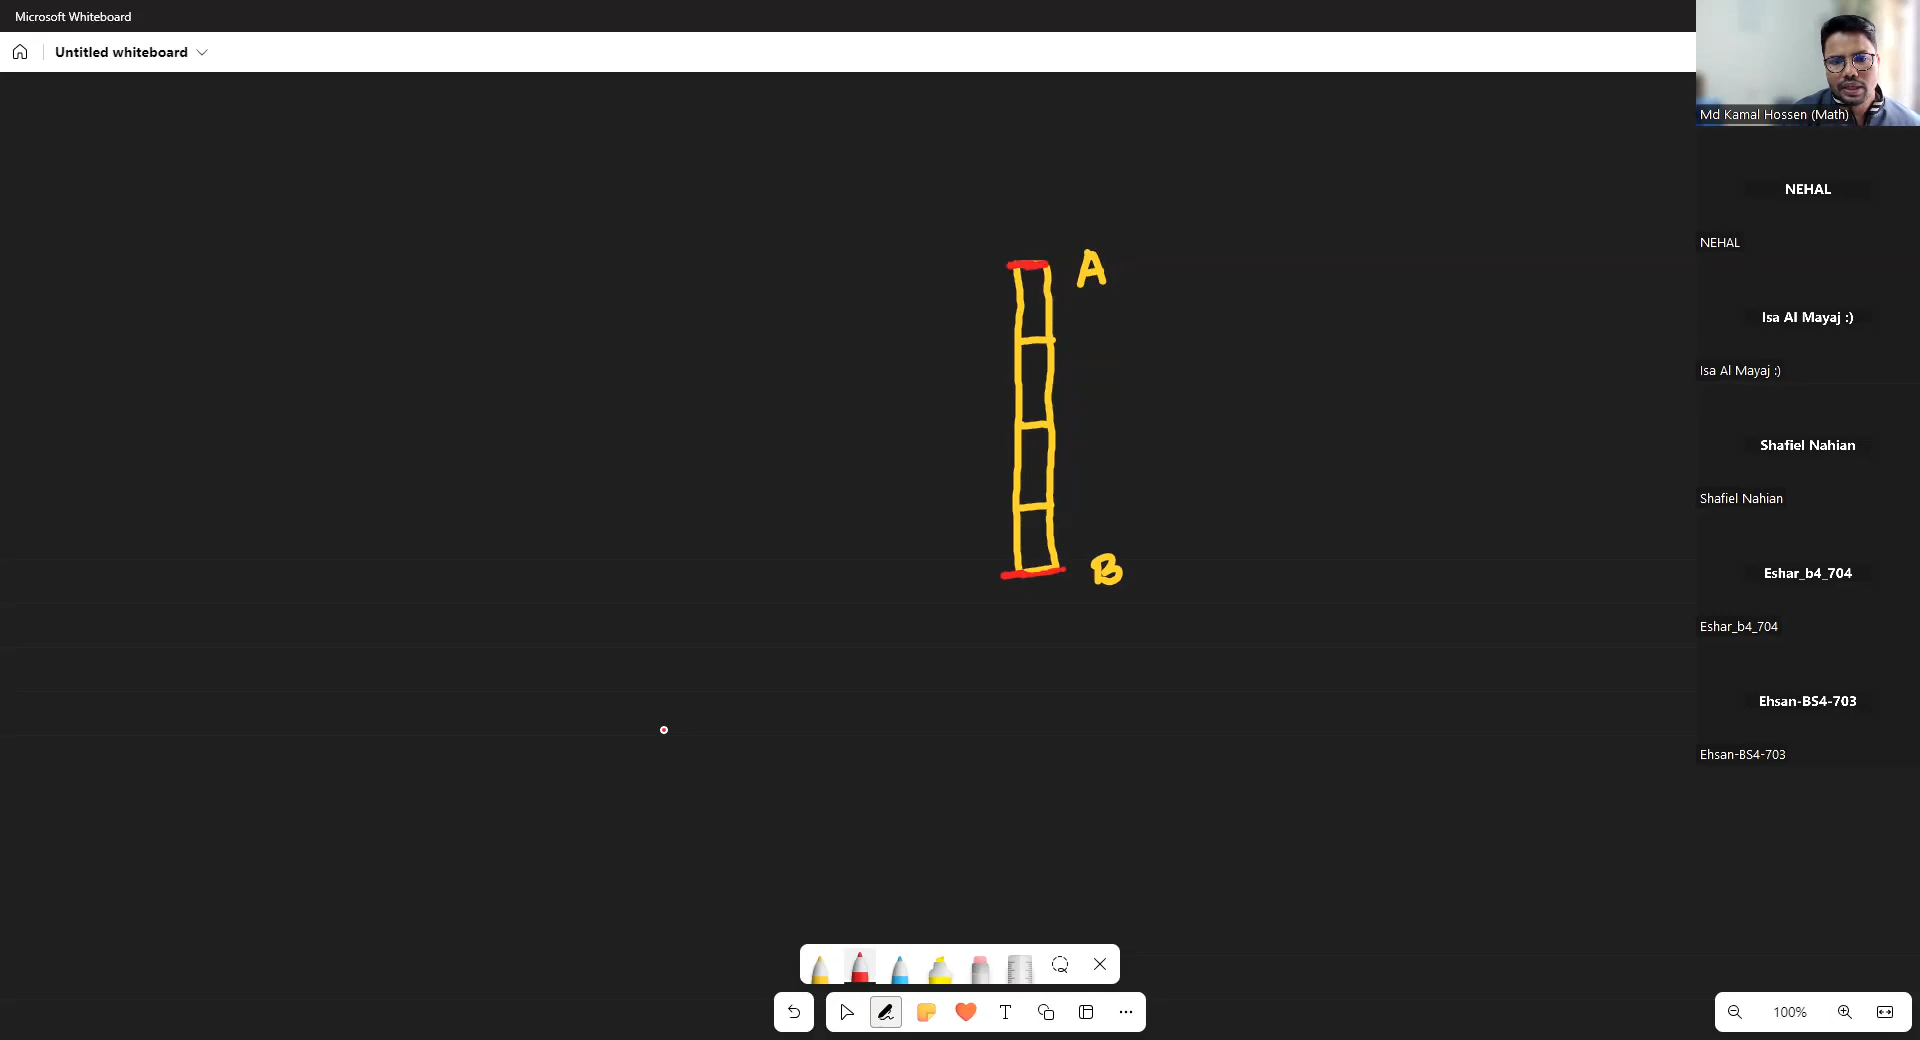 Microsoft Whiteboard
Untitled whiteboard
Md Kamal Hossen (Math)
NEHAL
NEHAL
A
Isa Al Mayaj :)
Isa Al Mayaj :)
Shafiel Nahian
Shafiel Nahian
B
Eshar_b4_704
Eshar_b4_704
Ehsan-BS4-703
Ehsan-BS4-703
T
100%